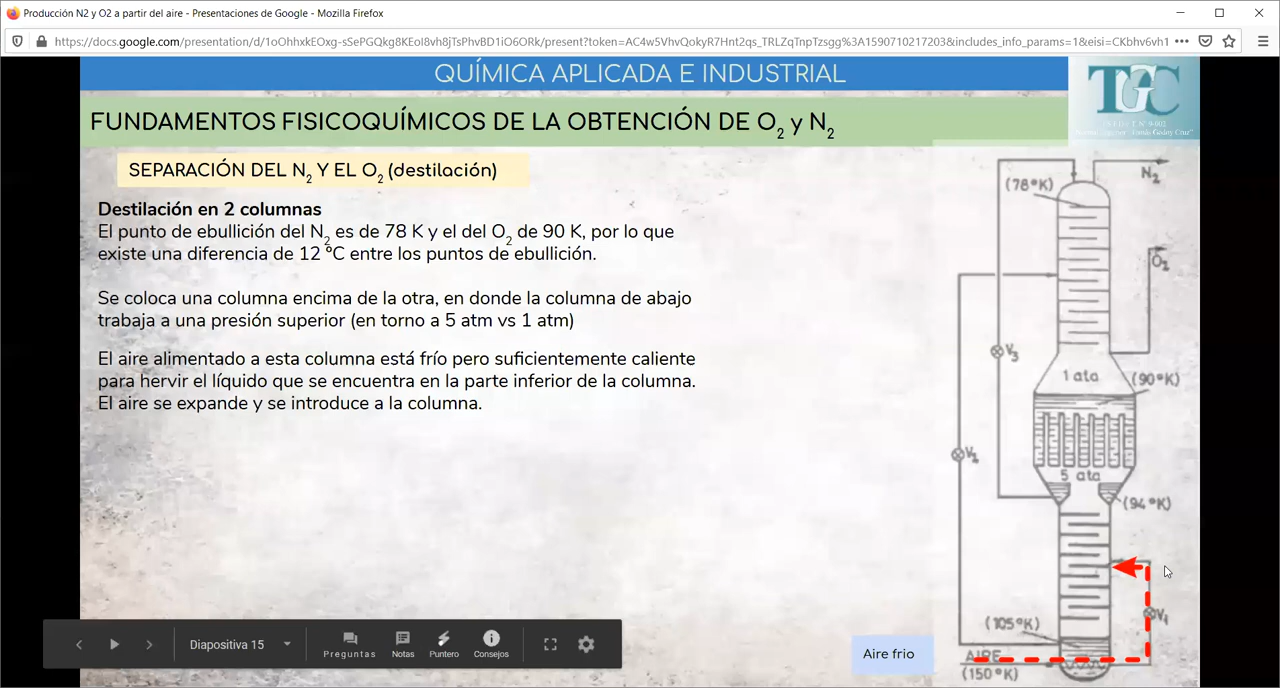 Producción N2 y O2 a partir del aire - Presentaciones de Google - Mozilla Firefox
https://docs.google.com/presentation/d/1oOhhxkEOxg-sSePGQkg8KEoI8vh8jTsPhvBD1iO6ORk/present?token=AC4w5VhvQokyR7Hnt2qs_TRLZqTnpTzsgg%3A1590710217203&includes_info_params=1&eisi=CKbhv6vh1
QUÍMICA APLICADA E INDUSTRIAL
TGC
FUNDAMENTOS FISICOQUÍMICOS DE LA OBTENCIÓN DE O2 y N2
SEPARACIÓN DEL N2 Y EL O2 (destilación)
Destilación en 2 columnas
El punto de ebullición del N2 es de 78 K y el del O2 de 90 K, por lo que
existe una diferencia de 12 ºC entre los puntos de ebullición.
Se coloca una columna encima de la otra, en donde la columna de abajo
trabaja a una presión superior (en torno a 5 atm vs 1 atm)
El aire alimentado a esta columna está frío pero suficientemente caliente
para hervir el líquido que se encuentra en la parte inferior de la columna.
El aire se expande y se introduce a la columna.
N2
(78°K)
O2
V3
1 ata
(90°K)
V2
5 ata
(94°K)
V1
(105°K)
AIRE
(150°K)
Aire frio
Diapositiva 15
Preguntas
Notas
Puntero
Consejos